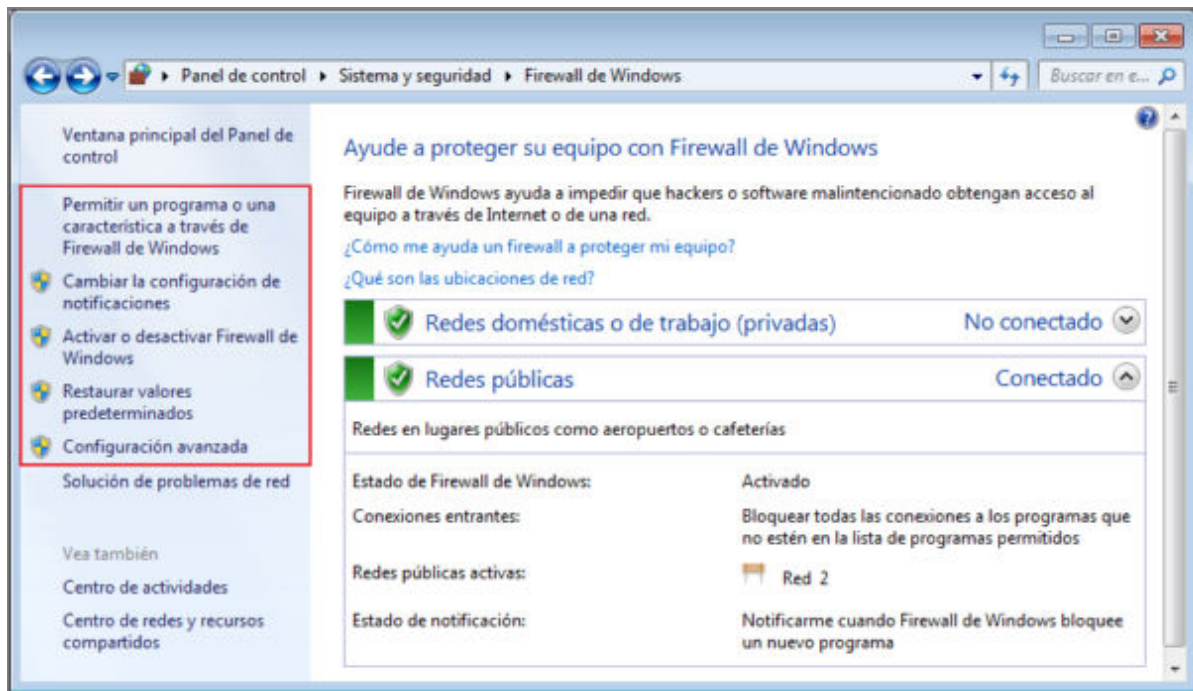 Panel de control ▸ Sistema y seguridad ▸ Firewall de Windows
Buscar en e...
Ventana principal del Panel de
control
Permitir un programa o una
característica a través de
Firewall de Windows
Cambiar la configuración de
notificaciones
Activar o desactivar Firewall de
Windows
Restaurar valores
predeterminados
Configuración avanzada
Solución de problemas de red
Vea también
Centro de actividades
Centro de redes y recursos
compartidos
Ayude a proteger su equipo con Firewall de Windows
Firewall de Windows ayuda a impedir que hackers o software malintencionado obtengan acceso al
equipo a través de Internet o de una red.
¿Cómo me ayuda un firewall a proteger mi equipo?
¿Qué son las ubicaciones de red?
Redes domésticas o de trabajo (privadas) No conectado
Redes públicas Conectado
Redes en lugares públicos como aeropuertos o cafeterías
Estado de Firewall de Windows: Activado
Conexiones entrantes: Bloquear todas las conexiones a los programas que
no estén en la lista de programas permitidos
Redes públicas activas: Red 2
Estado de notificación: Notificarme cuando Firewall de Windows bloquee
un nuevo programa